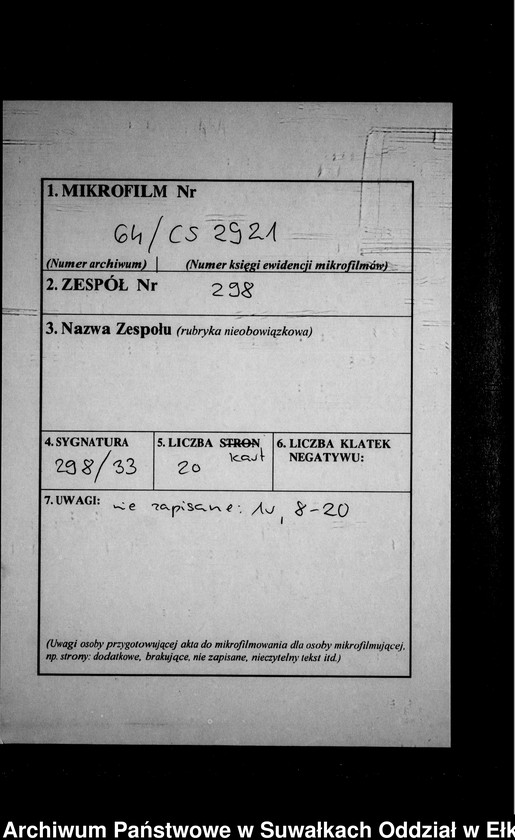 1. MIKROFILM Nr
64/CS 2921
(Numer archiwum) | (Numer księgi ewidencji mikrofilmów)
2. ZESPÓŁ Nr 298
3. Nazwa Zespołu (rubryka nieobowiązkowa)
4. SYGNATURA
298/33
5. LICZBA STRON
kart
20
6. LICZBA KLATEK
NEGATYWU:
7. UWAGI: nie zapisane: 1v, 8-20
(Uwagi osoby przygotowującej akta do mikrofilmowania dla osoby mikrofilmującej,
np. strony: dodatkowe, brakujące, nie zapisane, nieczytelny tekst itd.)
Archiwum Państwowe w Suwałkach Oddział w Ełk